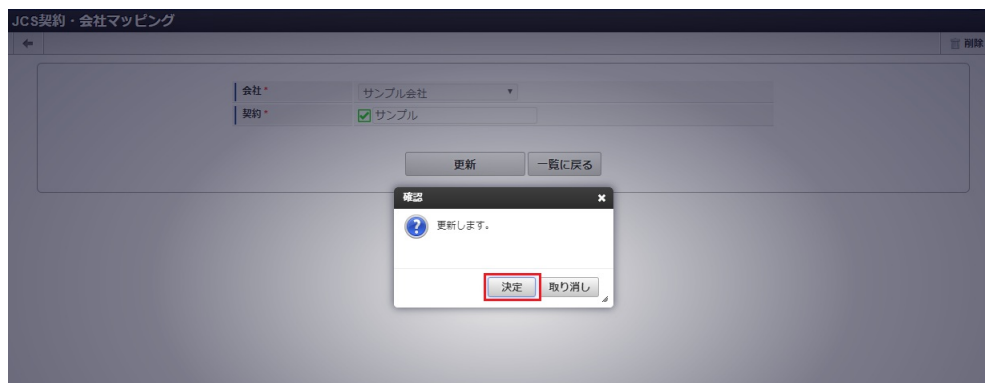 JCS契約・会社マッピング
削除
会社 *
サンプル会社
契約 *
サンプル
更新
一覧に戻る
確認
更新します。
決定
取り消し